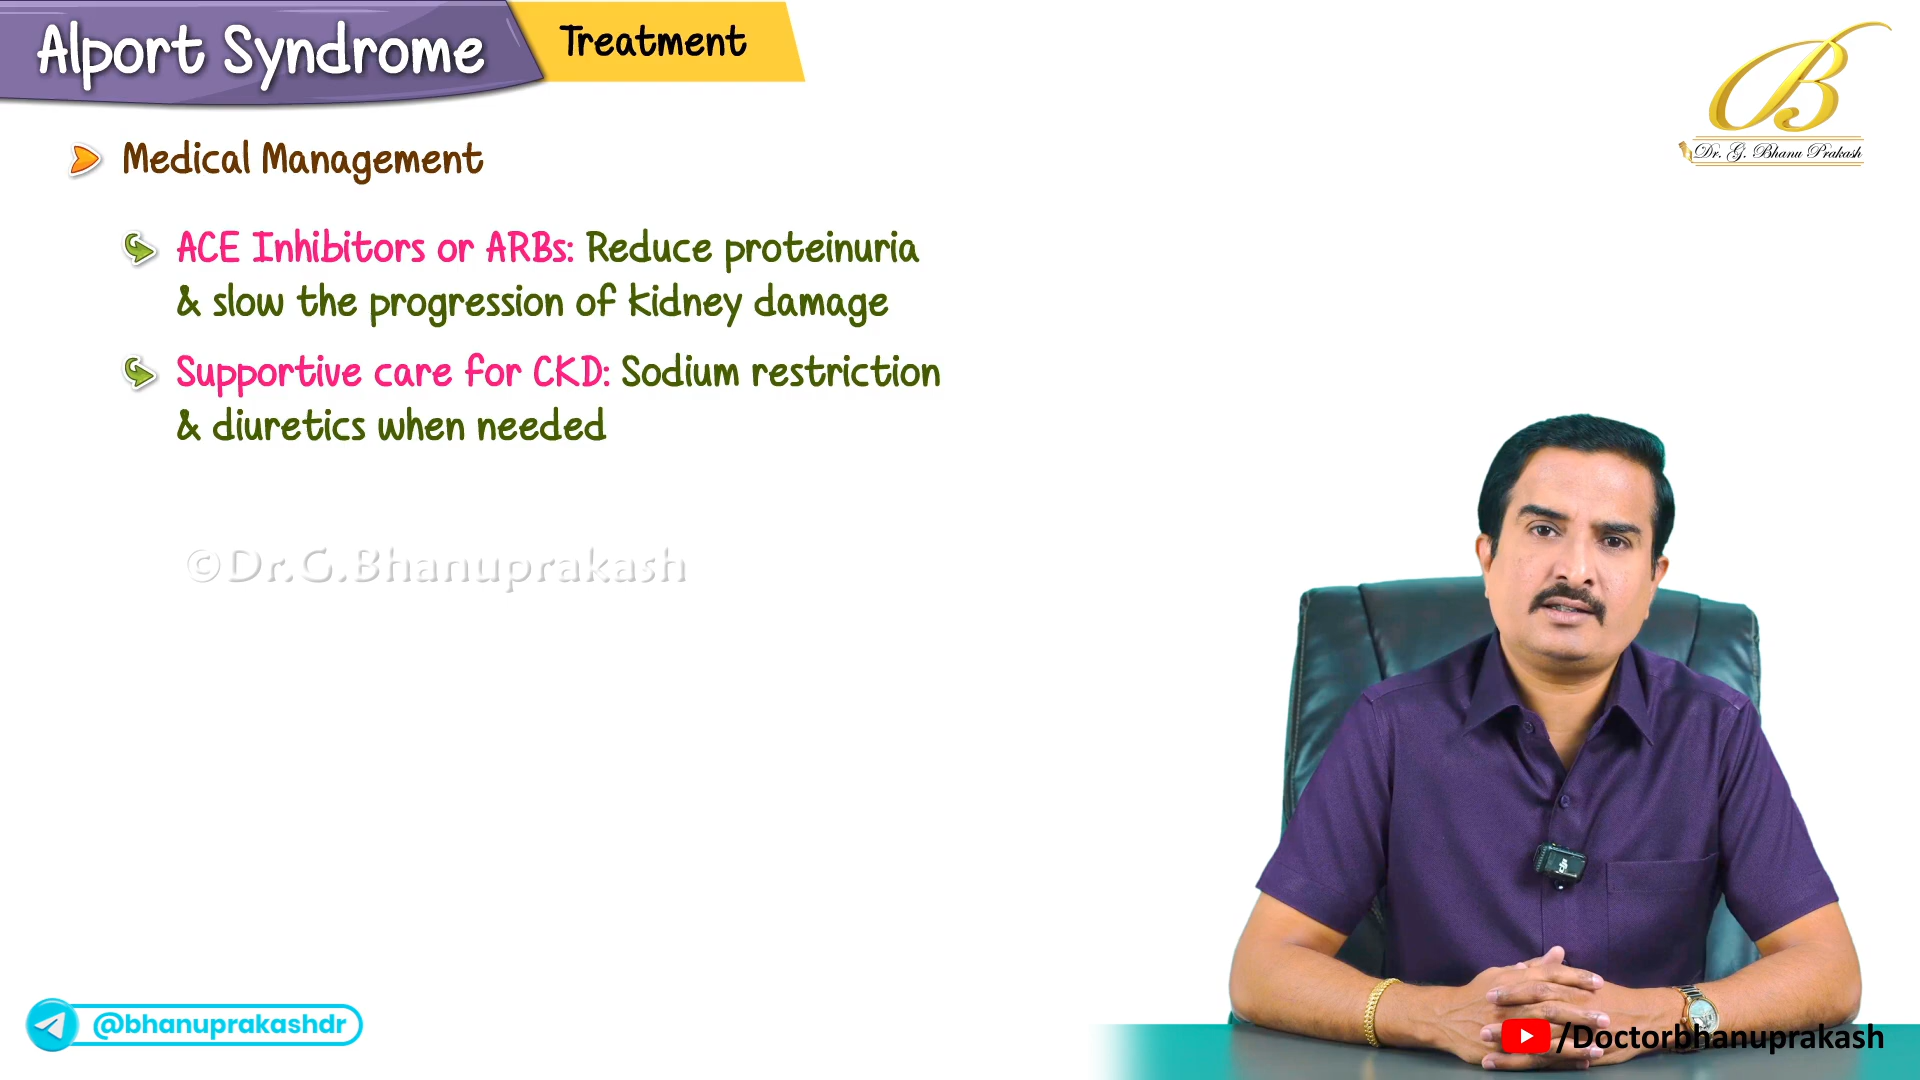 Alport Syndrome
Treatment
B
Dr. G. Bhanu Prakash
Medical Management
ACE Inhibitors or ARBs: Reduce proteinuria
& slow the progression of kidney damage
Supportive care for CKD: Sodium restriction
& diuretics when needed
©Dr.G.Bhanuprakash
@bhanuprakashdr
/Doctorbhanuprakash